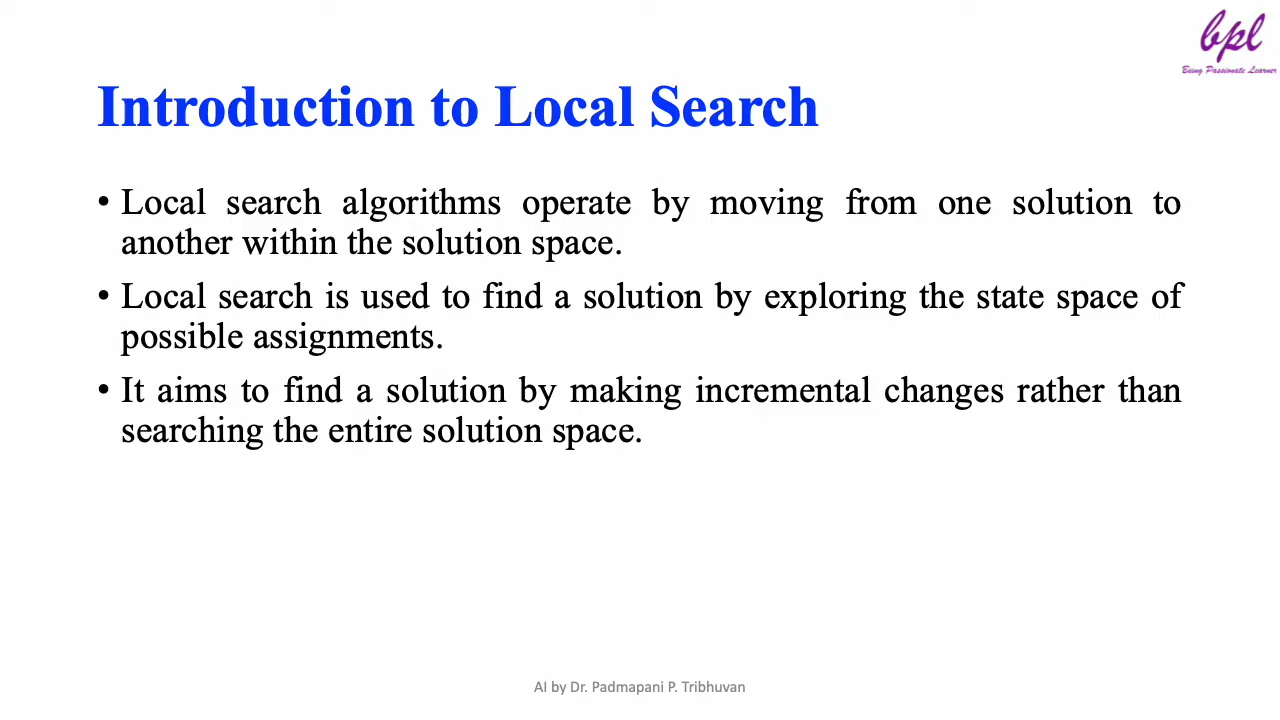 bpl
Being Passionate Learner
Introduction to Local Search
• Local search algorithms operate by moving from one solution to
another within the solution space.
• Local search is used to find a solution by exploring the state space of
possible assignments.
• It aims to find a solution by making incremental changes rather than
searching the entire solution space.
AI by Dr. Padmapani P. Tribhuvan